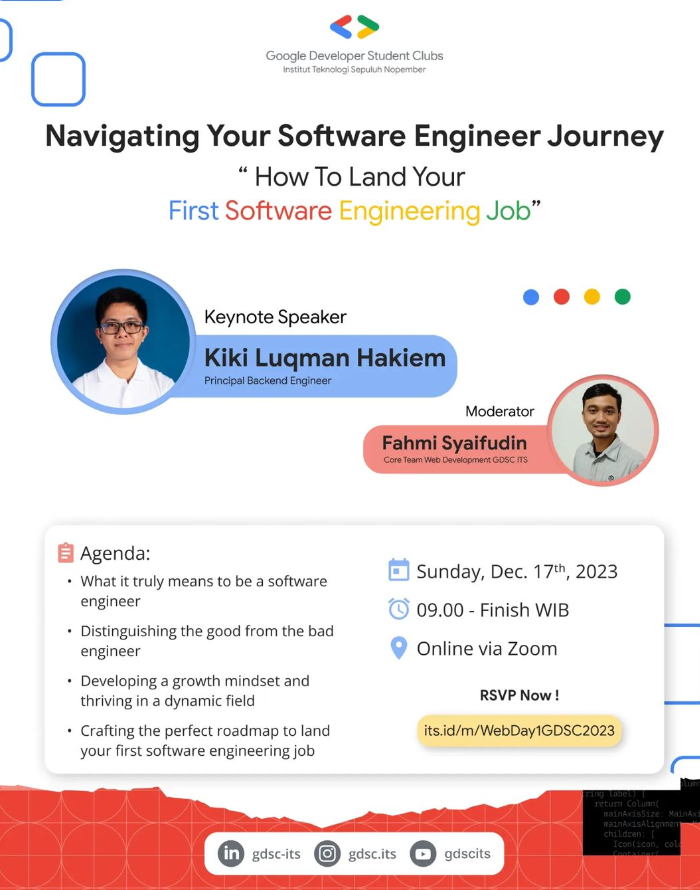 Google Developer Student Clubs
Institut Teknologi Sepuluh Nopember
Navigating Your Software Engineer Journey
“ How To Land Your
First Software Engineering Job”
Keynote Speaker
Kiki Luqman Hakiem
Principal Backend Engineer
Moderator
Fahmi Syaifudin
Core Team Web Development GDSC ITS
Agenda:
• What it truly means to be a software
engineer
• Distinguishing the good from the bad
engineer
• Developing a growth mindset and
thriving in a dynamic field
• Crafting the perfect roadmap to land
your first software engineering job
Sunday, Dec. 17th, 2023
09.00 - Finish WIB
Online via Zoom
RSVP Now !
its.id/m/WebDay1GDSC2023
ring label) {
return Column(
mainAxisSize: MainAxi
mainAxisAlignment:
children: [
Icon(icon, colo
Container(
gdsc-its
gdsc.its
gdscits